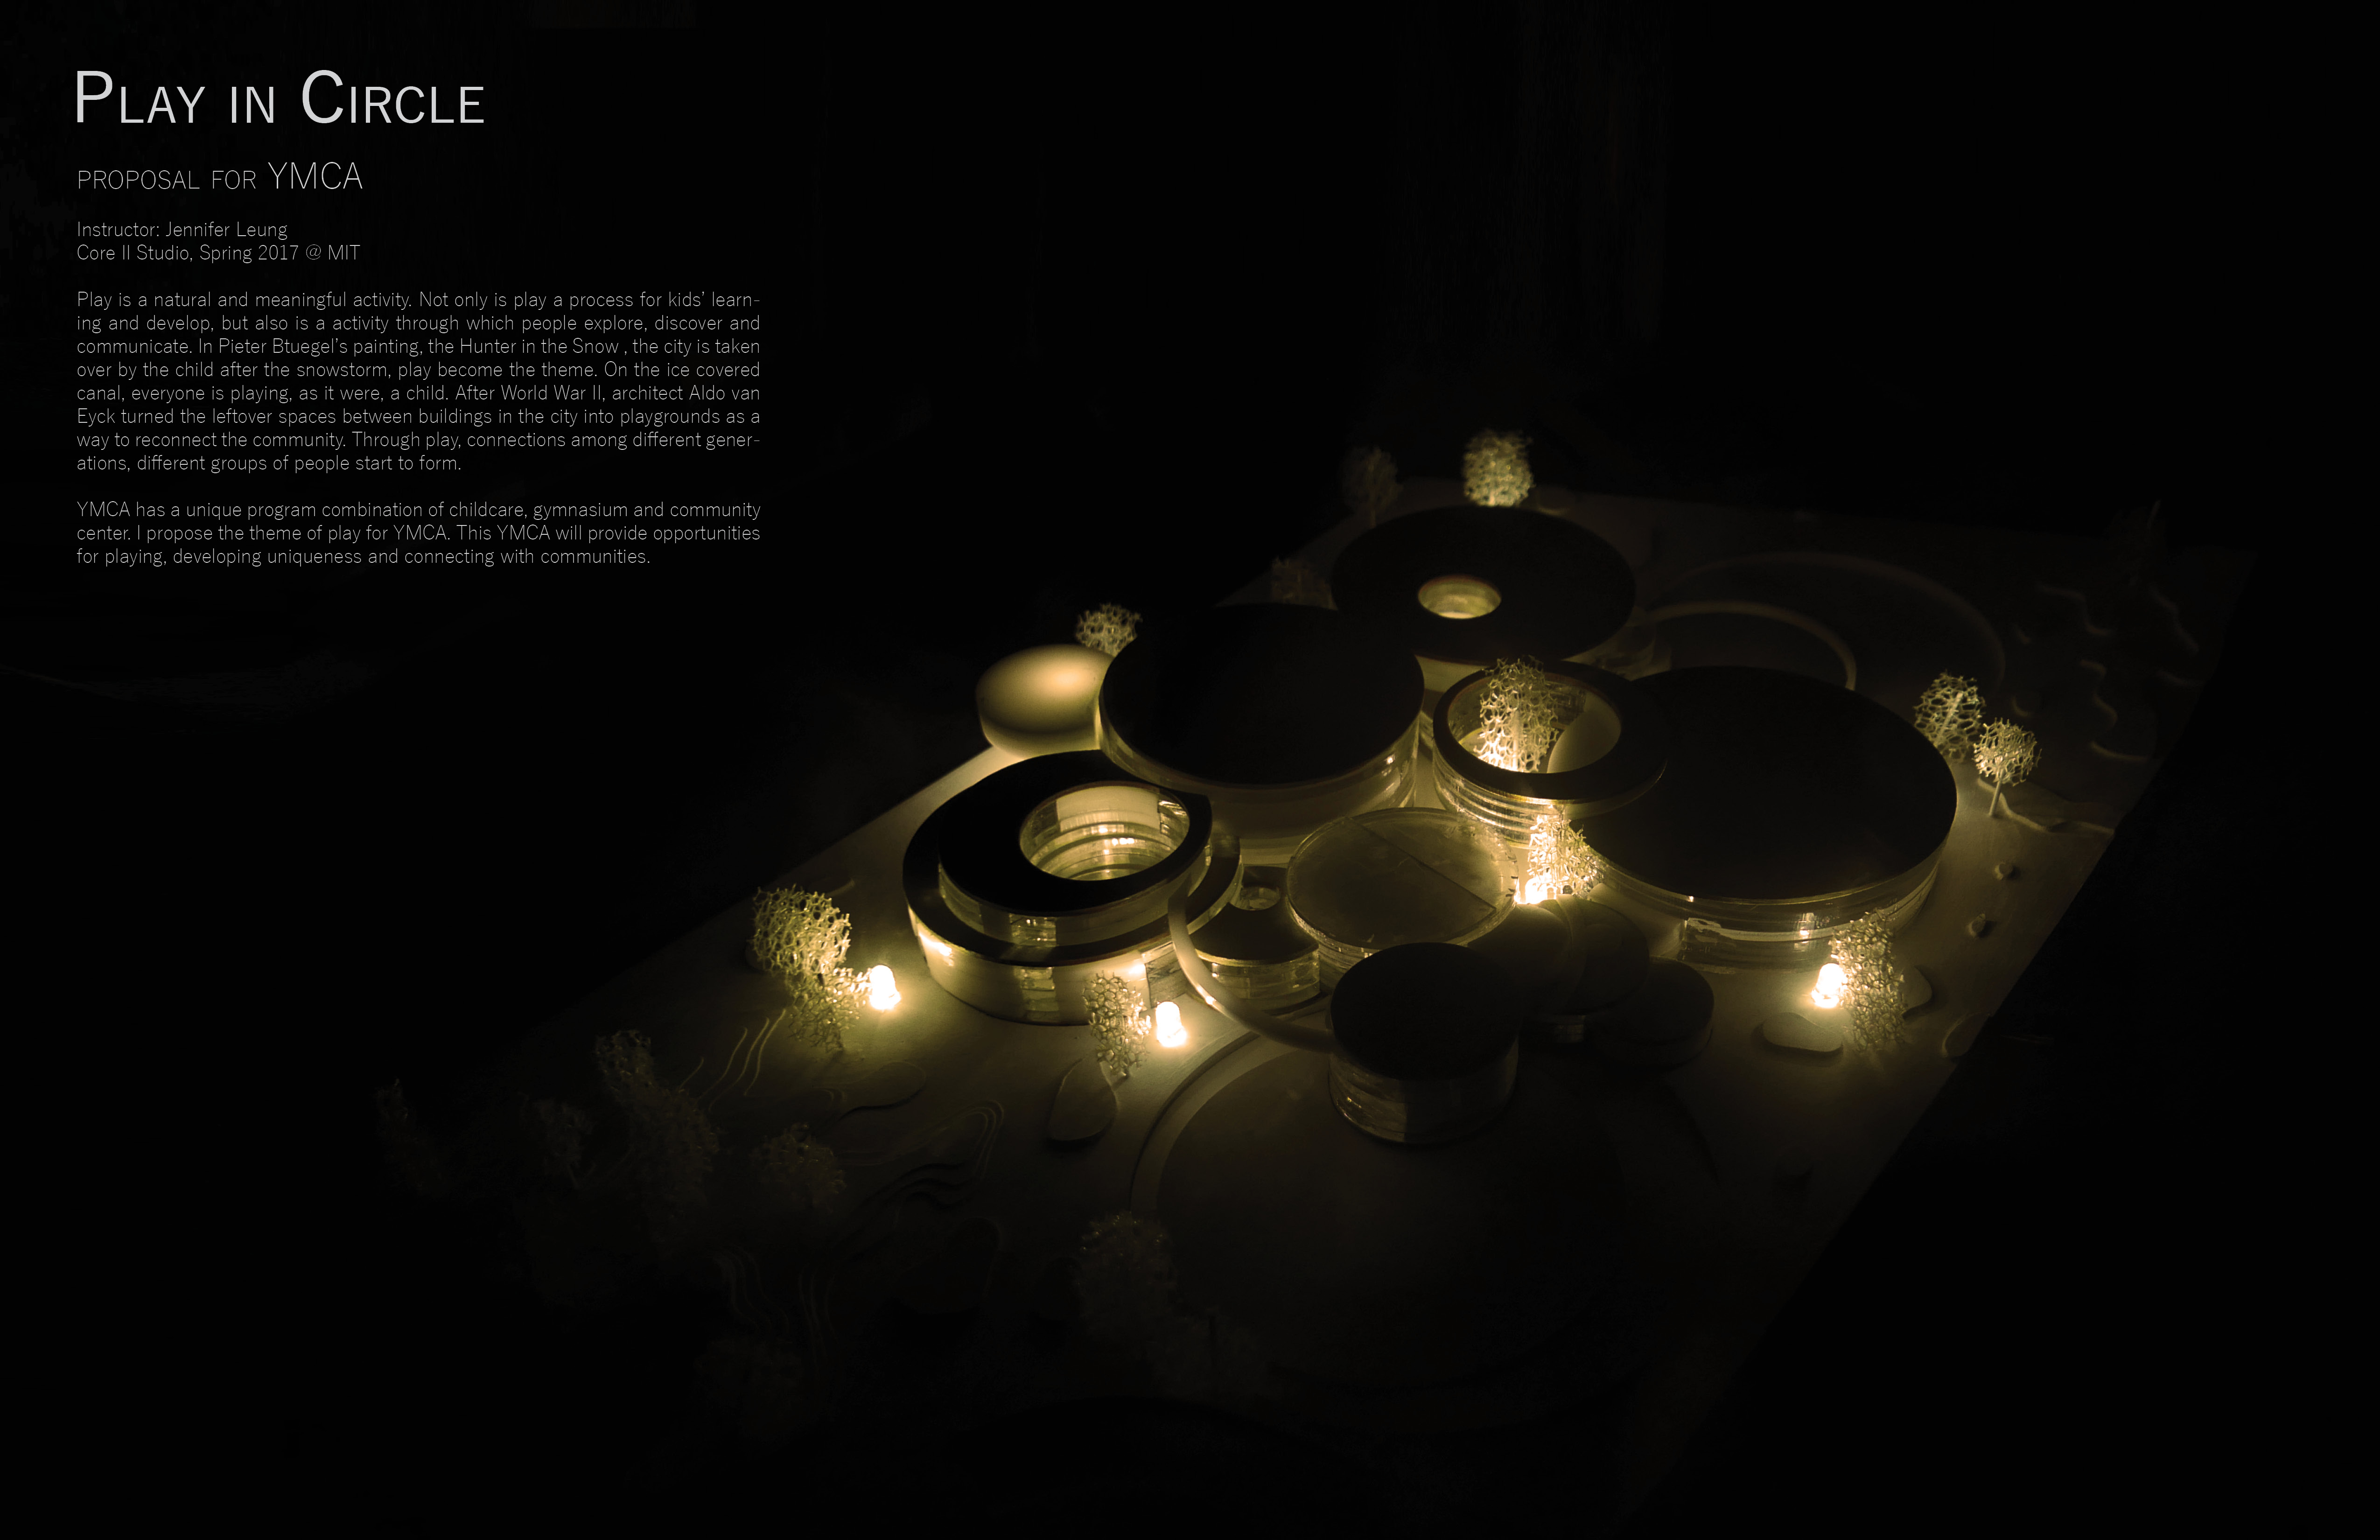 Play in Circle
proposal for YMCA
Instructor: Jennifer Leung
Core II Studio, Spring 2017 @ MIT
Play is a natural and meaningful activity. Not only is play a process for kids’ learn-
ing and develop, but also is a activity through which people explore, discover and
communicate. In Pieter Btuegel’s painting, the Hunter in the Snow , the city is taken
over by the child after the snowstorm, play become the theme. On the ice covered
canal, everyone is playing, as it were, a child. After World War II, architect Aldo van
Eyck turned the leftover spaces between buildings in the city into playgrounds as a
way to reconnect the community. Through play, connections among different gener-
ations, different groups of people start to form.
YMCA has a unique program combination of childcare, gymnasium and community
center. I propose the theme of play for YMCA. This YMCA will provide opportunities
for playing, developing uniqueness and connecting with communities.